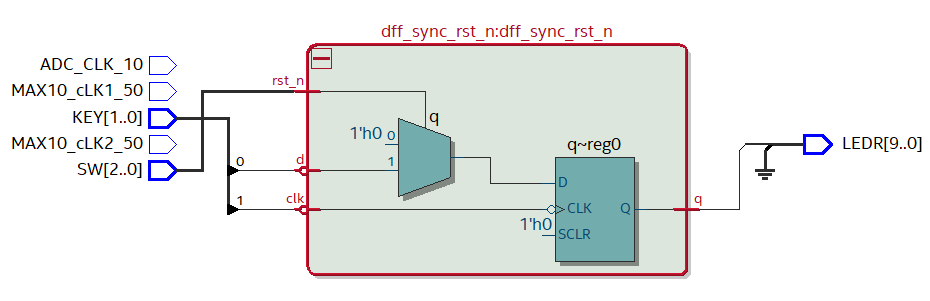 dff_sync_rst_n:dff_sync_rst_n
ADC_CLK_10
MAX10_cLK1_50
KEY[1..0]
MAX10_cLK2_50
SW[2..0]
0
1
rst_n
d
clk
q
1'h0
0
1
q~reg0
D
CLK
Q
1'h0
SCLR
q
LEDR[9..0]